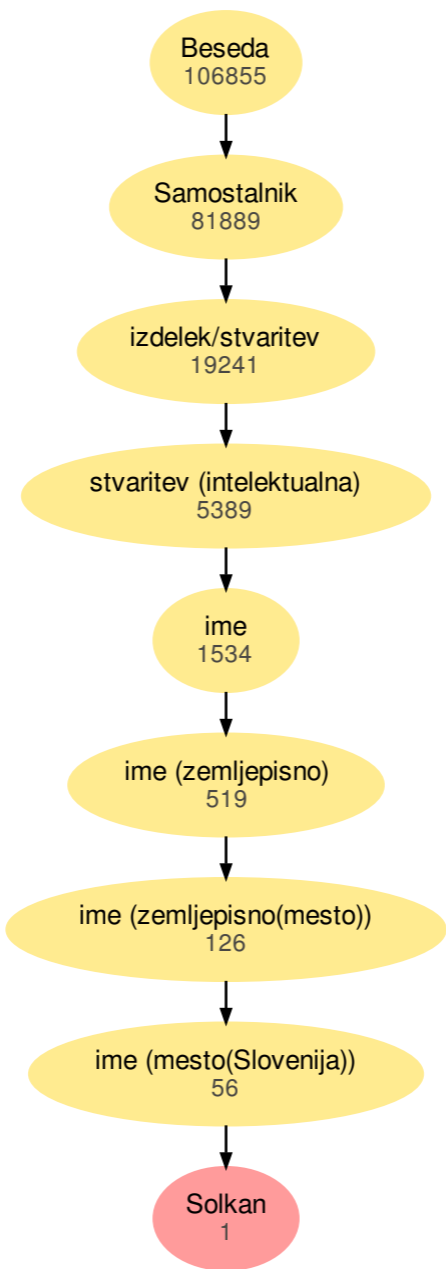 Beseda
106855
Samostalnik
81889
izdelek/stvaritev
19241
stvaritev (intelektualna)
5389
ime
1534
ime (zemljepisno)
519
ime (zemljepisno(mesto))
126
ime (mesto(Slovenija))
56
Solkan
1